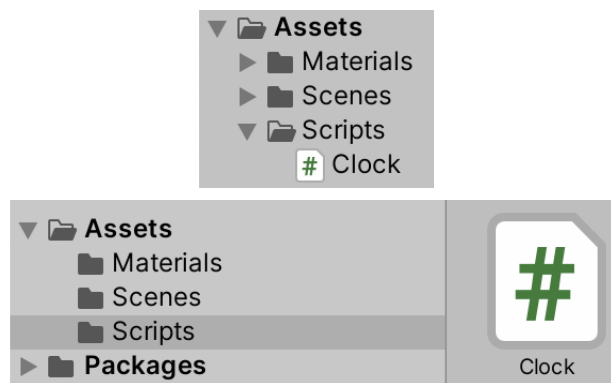 Assets
Materials
Scenes
Scripts
# Clock
Assets
Materials
Scenes
Scripts
Packages
#
Clock